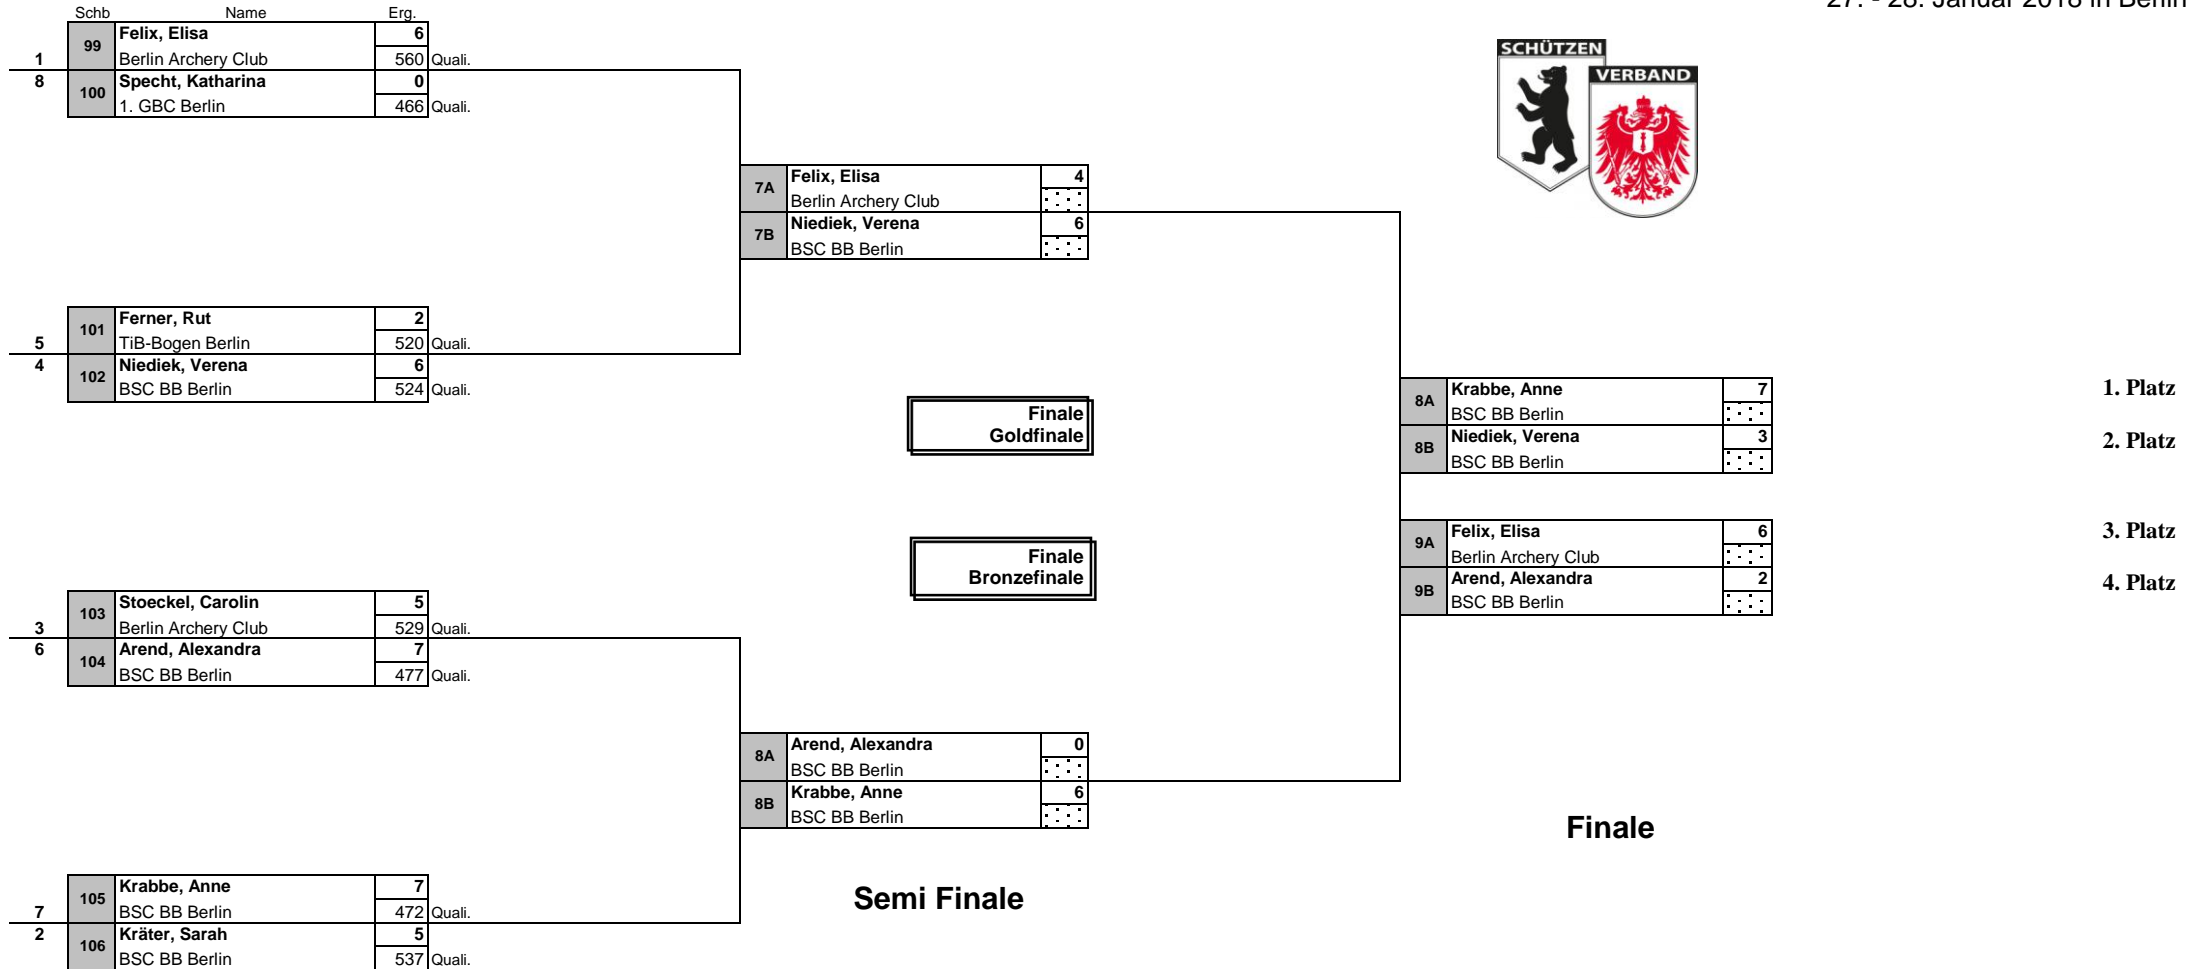 27. - 28. Januar 2018 in Berlin
Schb Name Erg.
99 Felix, Elisa 6
1 Berlin Archery Club 560 Quali.
8 100 Specht, Katharina 0
1. GBC Berlin 466 Quali.
SCHÜTZEN
VERBAND
7A Felix, Elisa 4
Berlin Archery Club
7B Niediek, Verena 6
BSC BB Berlin
101 Ferner, Rut 2
5 TiB-Bogen Berlin 520 Quali.
4 102 Niediek, Verena 6
BSC BB Berlin 524 Quali.
Finale
Goldfinale
8A Krabbe, Anne 7 1. Platz
BSC BB Berlin
8B Niediek, Verena 3 2. Platz
BSC BB Berlin
Finale
Bronzefinale
9A Felix, Elisa 6 3. Platz
Berlin Archery Club
9B Arend, Alexandra 2 4. Platz
BSC BB Berlin
103 Stoeckel, Carolin 5
3 Berlin Archery Club 529 Quali.
6 104 Arend, Alexandra 7
BSC BB Berlin 477 Quali.
8A Arend, Alexandra 0
BSC BB Berlin
8B Krabbe, Anne 6
BSC BB Berlin
Finale
Semi Finale
105 Krabbe, Anne 7
7 BSC BB Berlin 472 Quali.
2 106 Kräter, Sarah 5
BSC BB Berlin 537 Quali.